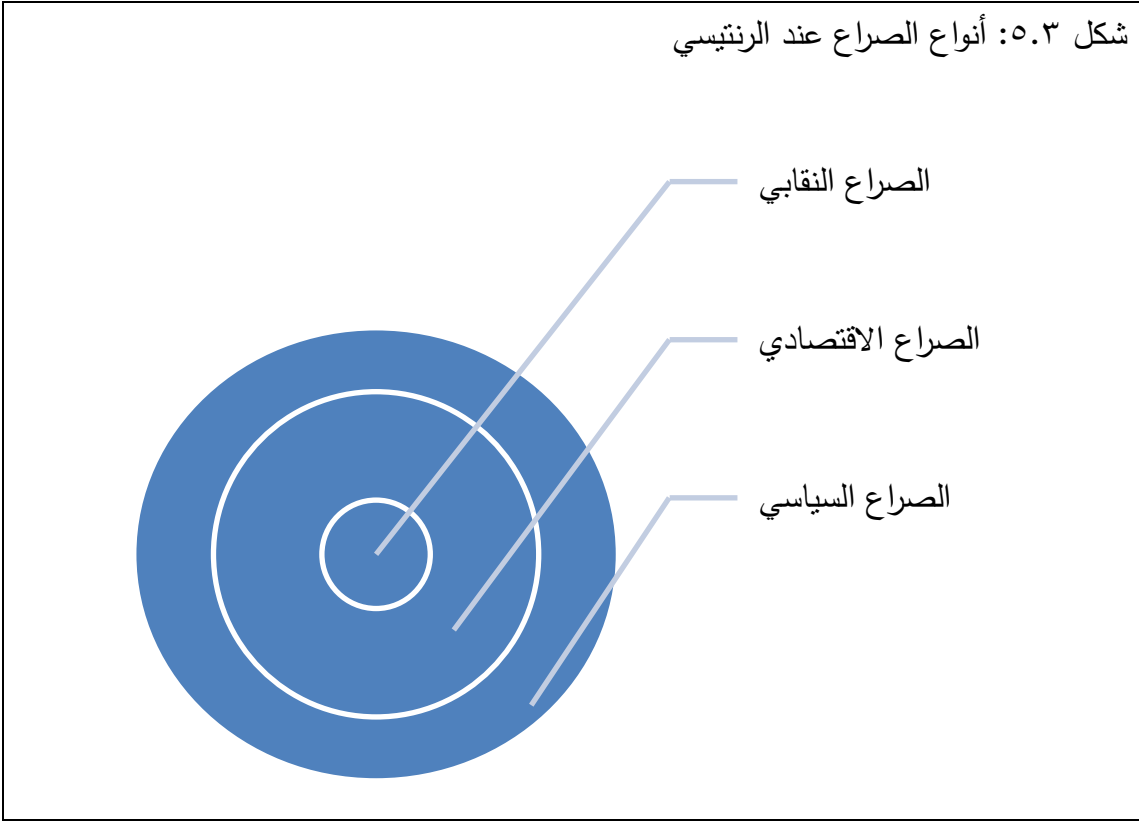 شكل ٥.٣: أنواع الصراع عند الرنتيسي
الصراع النقابي
الصراع الاقتصادي
الصراع السياسي